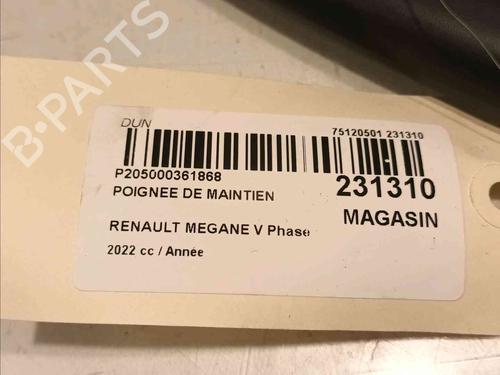 B-PARTS
DUN
75120501 231310
P205000361868
POIGNEE DE MAINTIEN
231310
MAGASIN
RENAULT MEGANE V Phase
2022 cc / Année